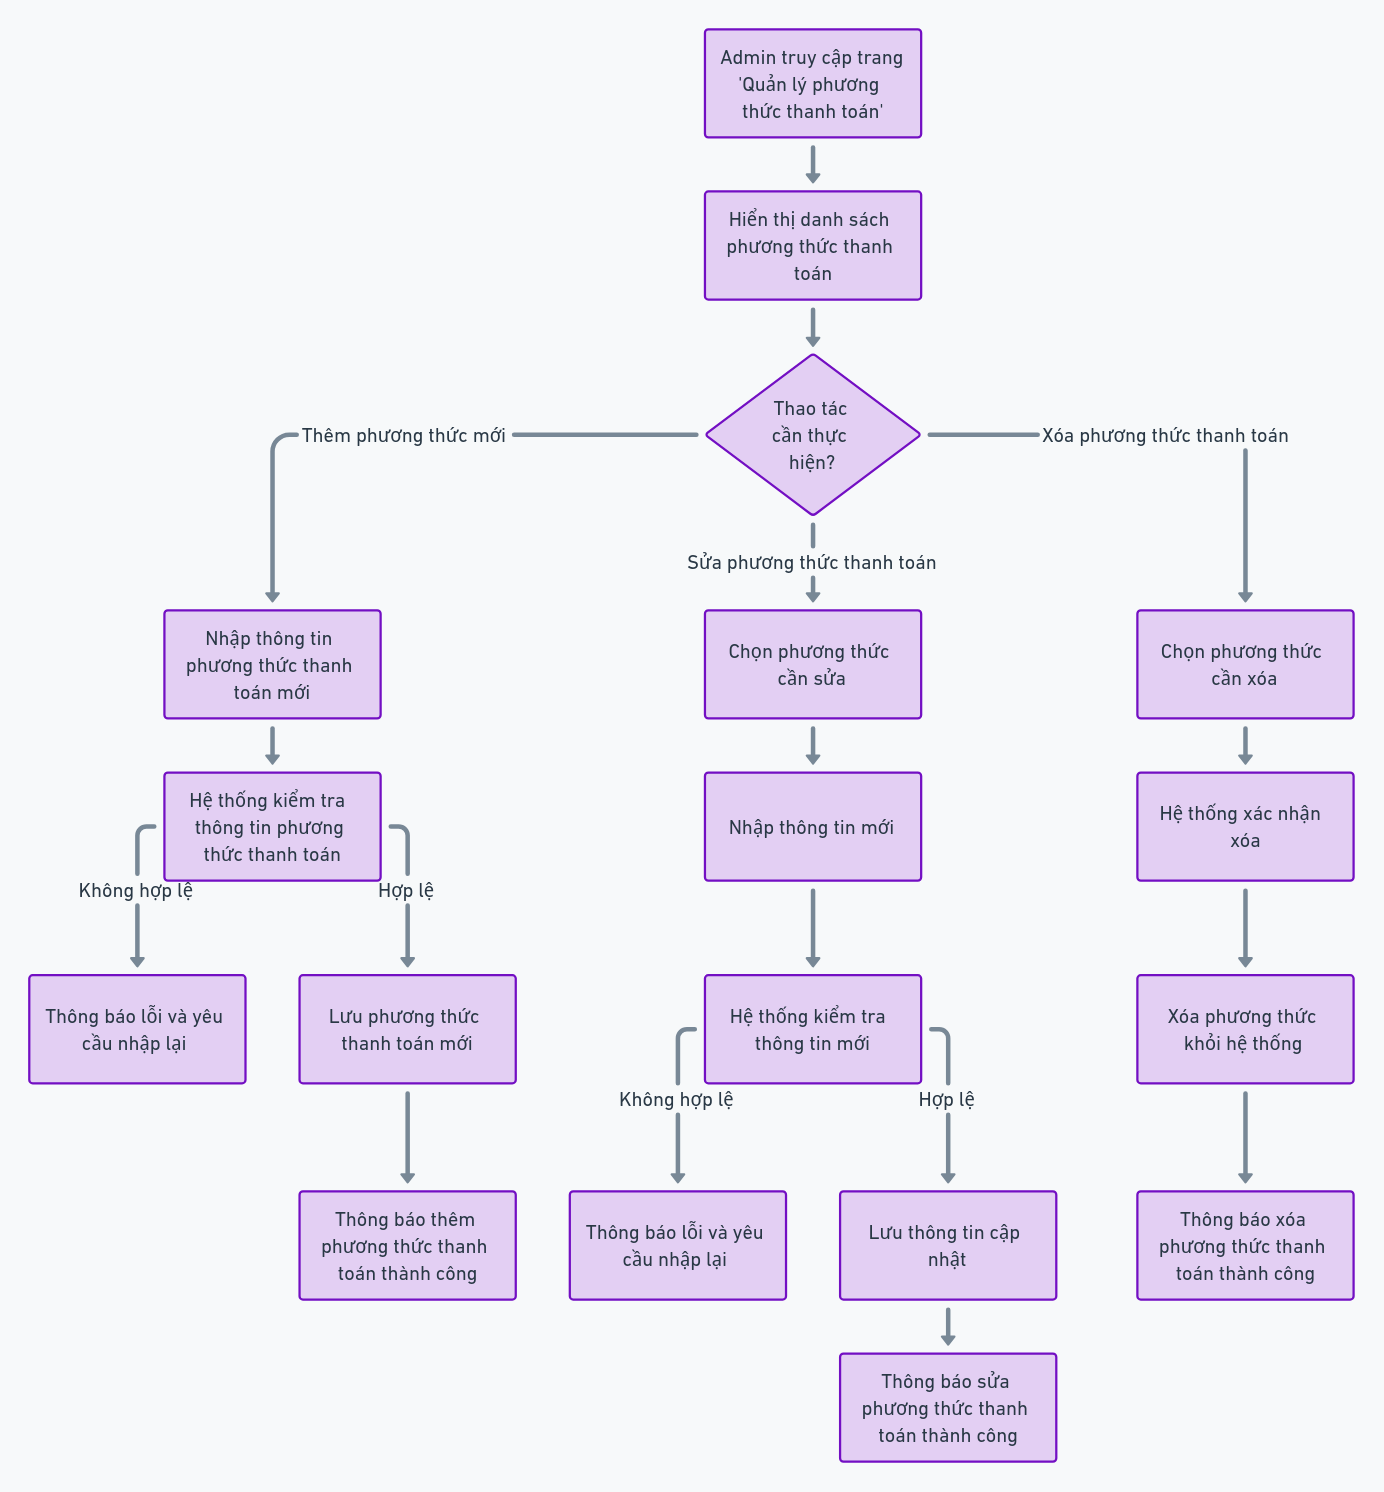 Admin truy cập trang
'Quản lý phương
thức thanh toán'
Hiển thị danh sách
phương thức thanh
toán
Thao tác
cần thực
hiện?
Thêm phương thức mới
Xóa phương thức thanh toán
Sửa phương thức thanh toán
Nhập thông tin
phương thức thanh
toán mới
Chọn phương thức
cần sửa
Chọn phương thức
cần xóa
Hệ thống kiểm tra
thông tin phương
thức thanh toán
Nhập thông tin mới
Hệ thống xác nhận
xóa
Không hợp lệ
Hợp lệ
Thông báo lỗi và yêu
cầu nhập lại
Lưu phương thức
thanh toán mới
Hệ thống kiểm tra
thông tin mới
Xóa phương thức
khỏi hệ thống
Không hợp lệ
Hợp lệ
Thông báo thêm
phương thức thanh
toán thành công
Thông báo lỗi và yêu
cầu nhập lại
Lưu thông tin cập
nhật
Thông báo xóa
phương thức thanh
toán thành công
Thông báo sửa
phương thức thanh
toán thành công